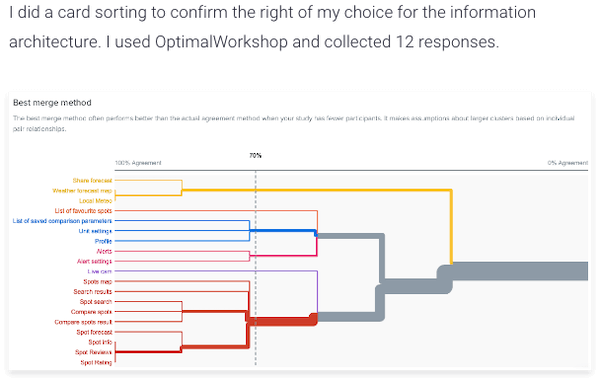 I did a card sorting to confirm the right of my choice for the information
architecture. I used OptimalWorkshop and collected 12 responses.
Best merge method
The best merge method often performs better than the actual agreement method when your study has fewer participants. It makes assumptions about larger clusters based on individual
pair relationships.
70%
100% Agreement
0% Agreement
Share forecast
Weather forecast map
Local Meteo
List of favourite spots
List of saved comparison parameters
Unit settings
Profile
Alerts
Alert settings
Live cam
Spots map
Search results
Spot search
Compare spots
Compare spots result
Spot forecast
Spot info
Spot Reviews
Spot Rating